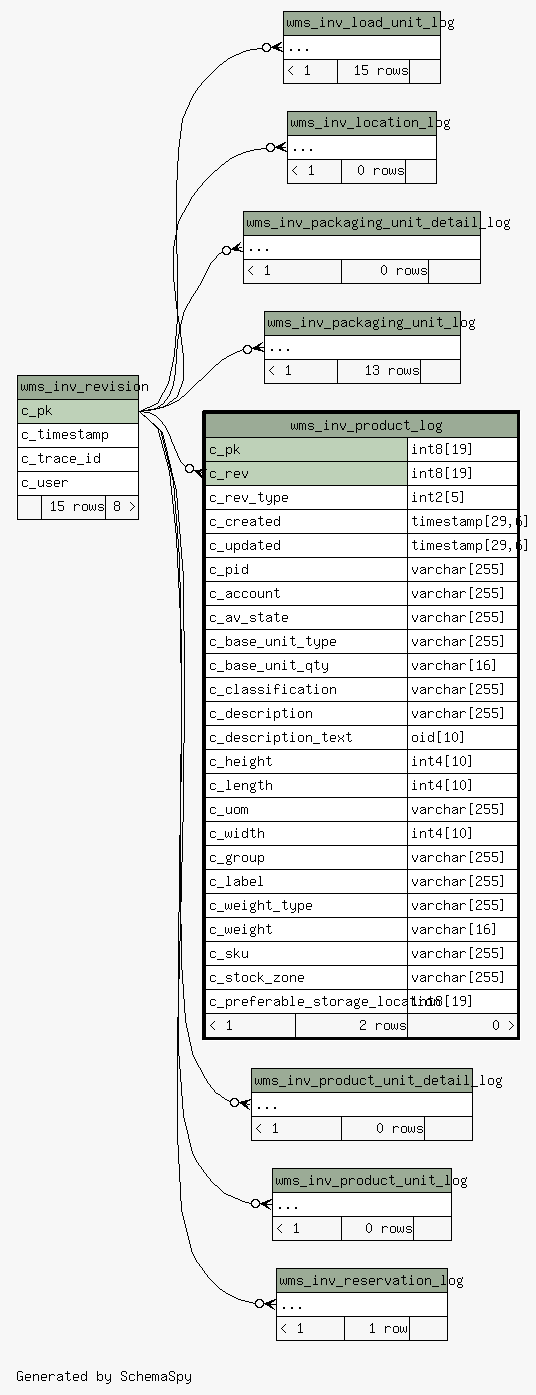 wms_inv_load_unit_log
...
< 1 15 rows
wms_inv_location_log
...
< 1 0 rows
wms_inv_packaging_unit_detail_log
...
< 1 0 rows
wms_inv_packaging_unit_log
...
< 1 13 rows
wms_inv_revision
c_pk
c_timestamp
c_trace_id
c_user
15 rows 8 >
wms_inv_product_log
c_pk int8[19]
c_rev int8[19]
c_rev_type int2[5]
c_created timestamp[29,6]
c_updated timestamp[29,6]
c_pid varchar[255]
c_account varchar[255]
c_av_state varchar[255]
c_base_unit_type varchar[255]
c_base_unit_qty varchar[16]
c_classification varchar[255]
c_description varchar[255]
c_description_text oid[10]
c_height int4[10]
c_length int4[10]
c_uom varchar[255]
c_width int4[10]
c_group varchar[255]
c_label varchar[255]
c_weight_type varchar[255]
c_weight varchar[16]
c_sku varchar[255]
c_stock_zone varchar[255]
c_preferable_storage_location int8[19]
< 1 2 rows 0 >
wms_inv_product_unit_detail_log
...
< 1 0 rows
wms_inv_product_unit_log
...
< 1 0 rows
wms_inv_reservation_log
...
< 1 1 row
Generated by SchemaSpy